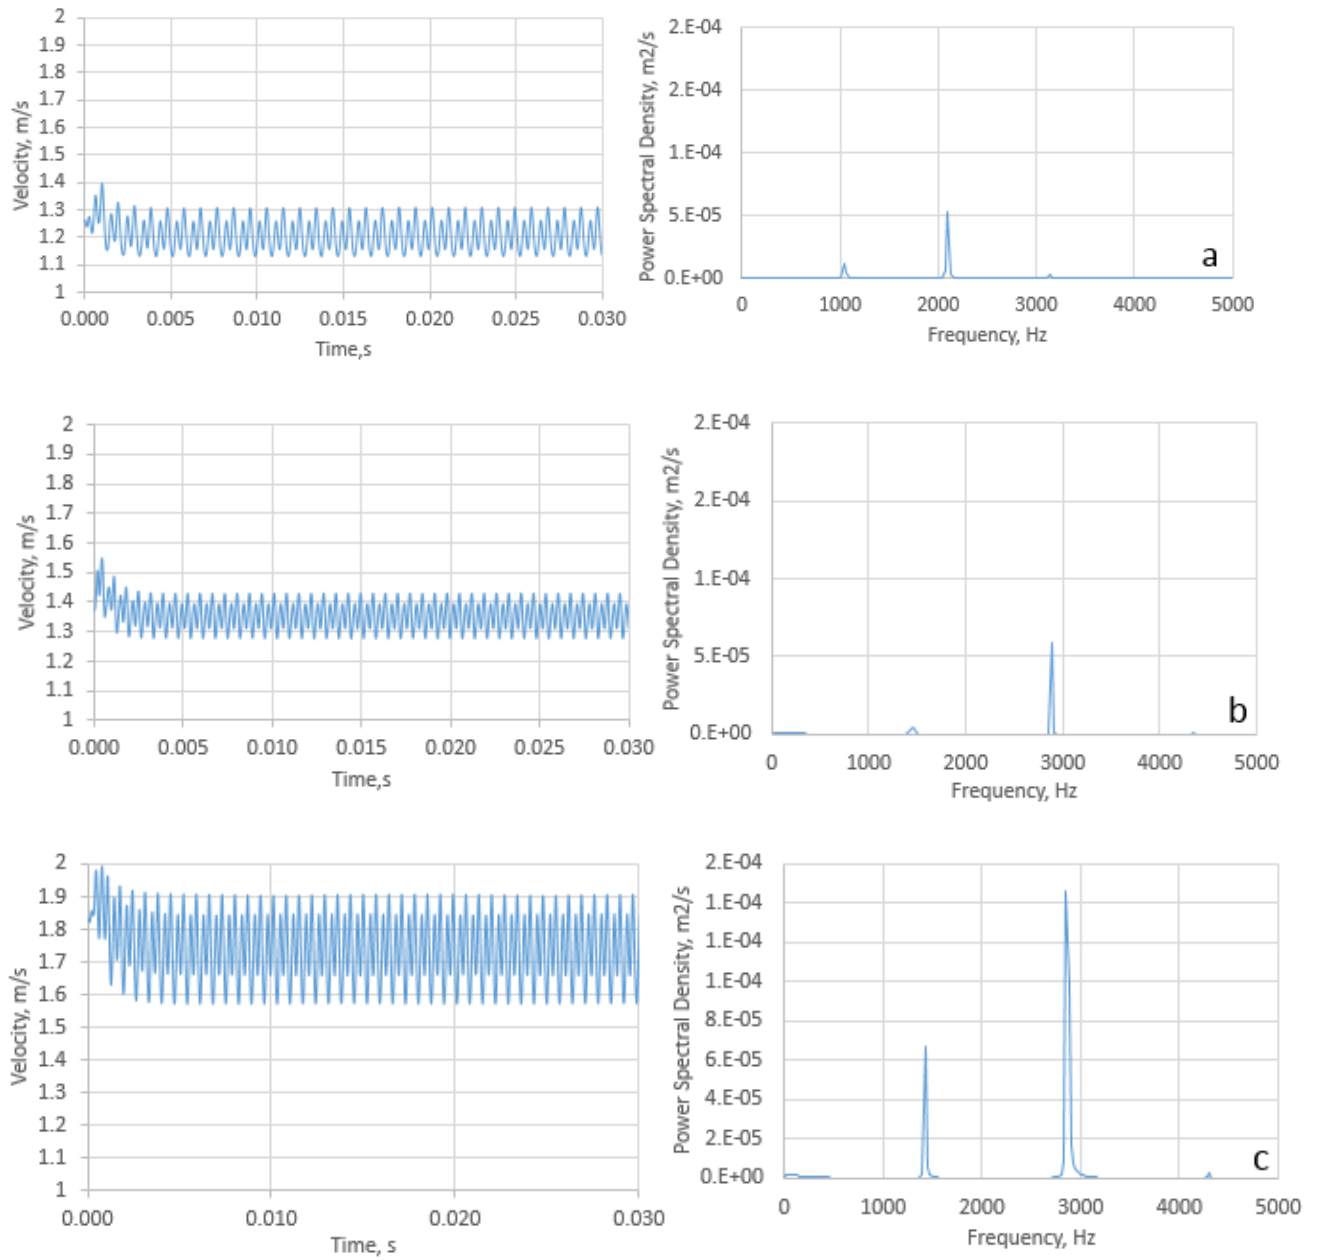 2
1.9
1.8
1.7
1.6
1.5
1.4
1.3
1.2
1.1
1
Velocity, m/s
0.000 0.005 0.010 0.015 0.020 0.025 0.030
Time,s
2.E-04
2.E-04
1.E-04
5.E-05
0.E+00
Power Spectral Density, m2/s
a
0 1000 2000 3000 4000 5000
Frequency, Hz
2
1.9
1.8
1.7
1.6
1.5
1.4
1.3
1.2
1.1
1
Velocity, m/s
0.000 0.005 0.010 0.015 0.020 0.025 0.030
Time,s
2.E-04
2.E-04
1.E-04
5.E-05
0.E+00
Power Spectral Density, m2/s
b
0 1000 2000 3000 4000 5000
Frequency, Hz
2
1.9
1.8
1.7
1.6
1.5
1.4
1.3
1.2
1.1
1
Velocity, m/s
0.000 0.010 0.020 0.030
Time, s
2.E-04
1.E-04
1.E-04
1.E-04
8.E-05
6.E-05
4.E-05
2.E-05
0.E+00
Power Spectral Density, m2/s
c
0 1000 2000 3000 4000 5000
Frequency, Hz